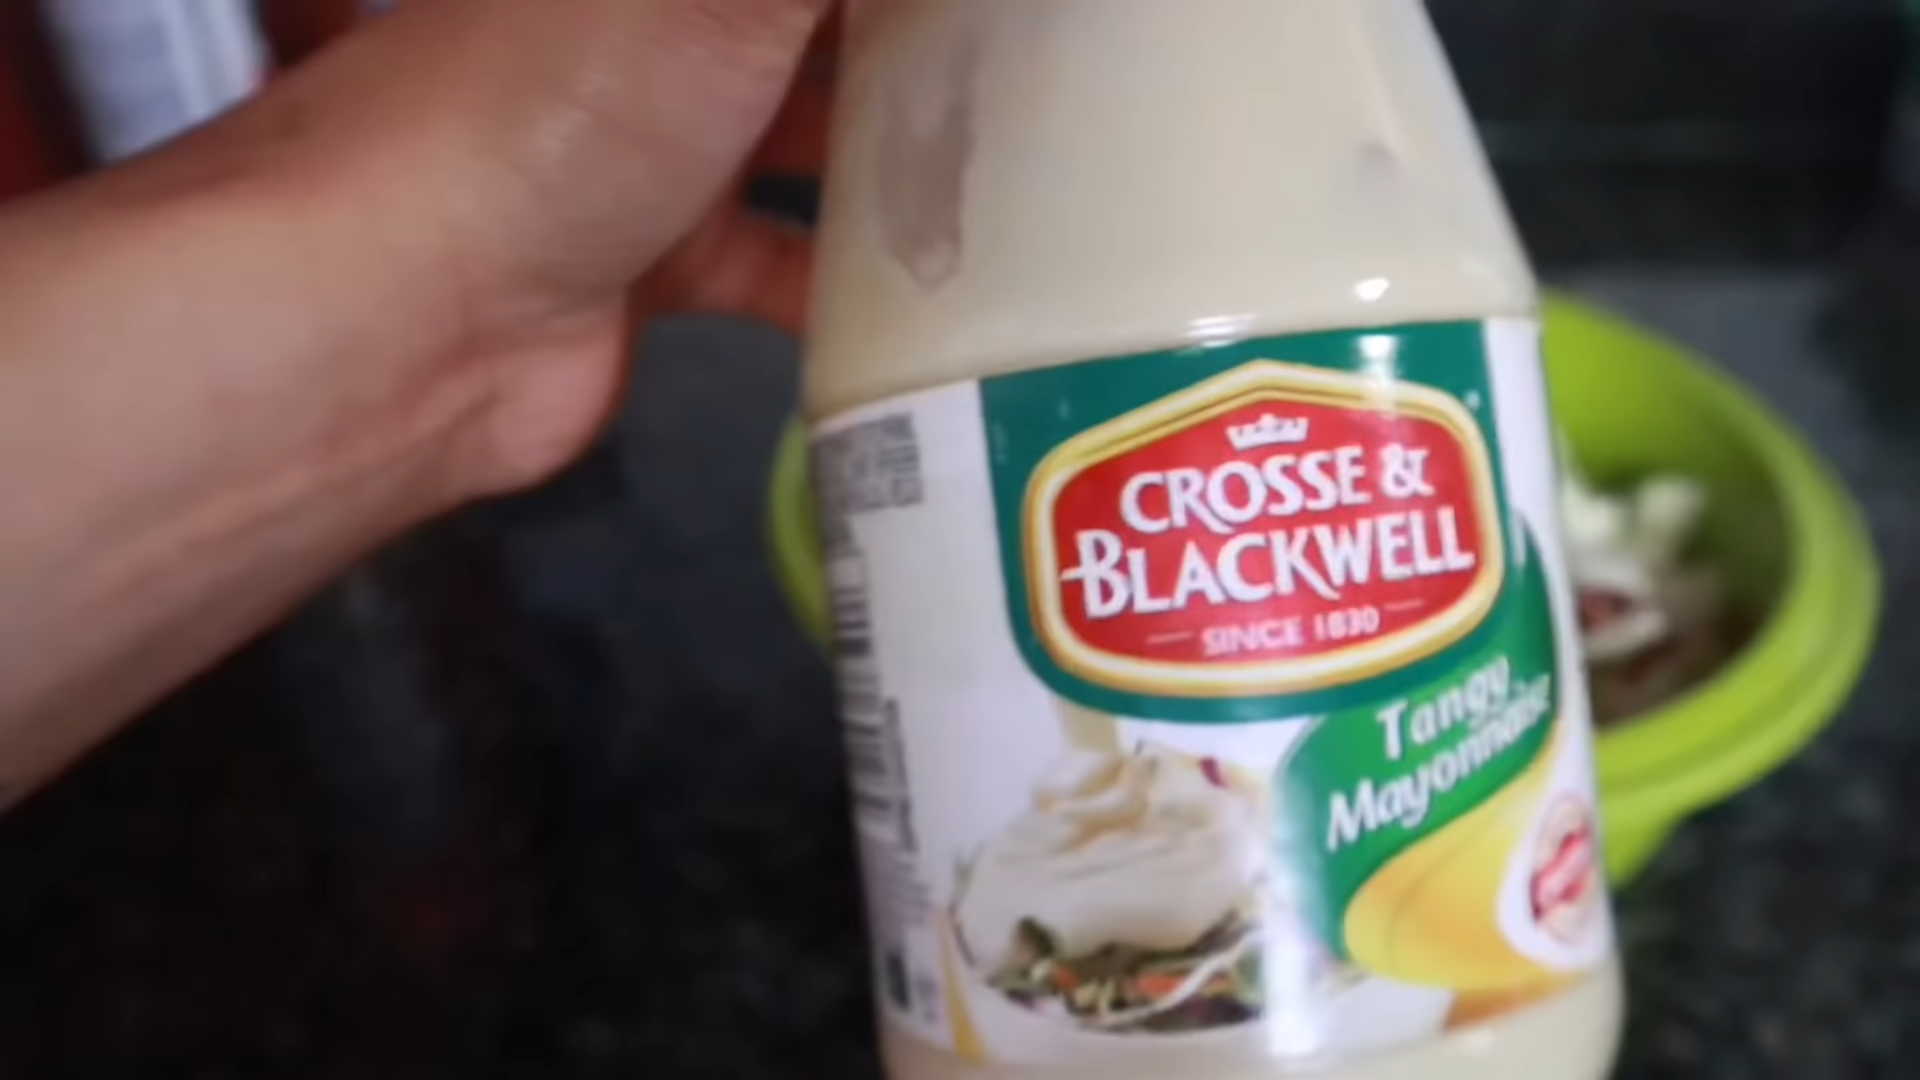 CROSSE &
BLACKWELL
SINCE 1830
Tangy
Mayonnaise